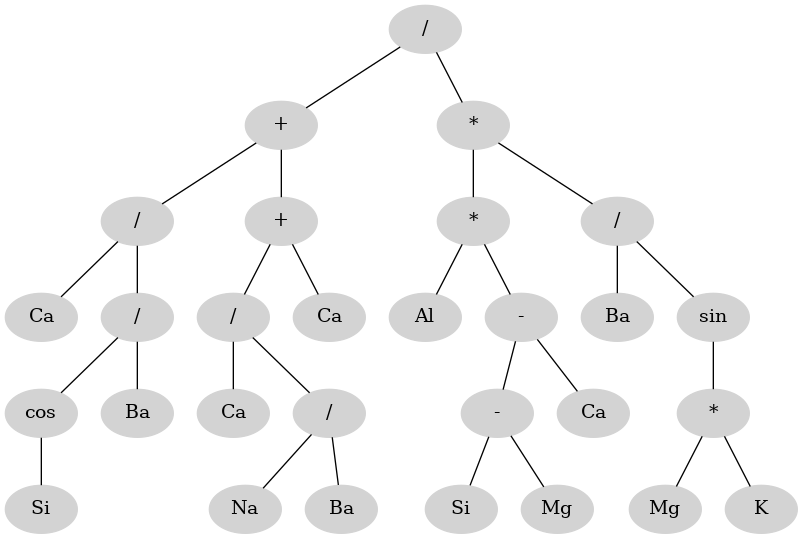 /
+ *
/ + * /
Ca / / Ca Al - Ba sin
cos Ba Ca / - Ca *
Si Na Ba Si Mg Mg K